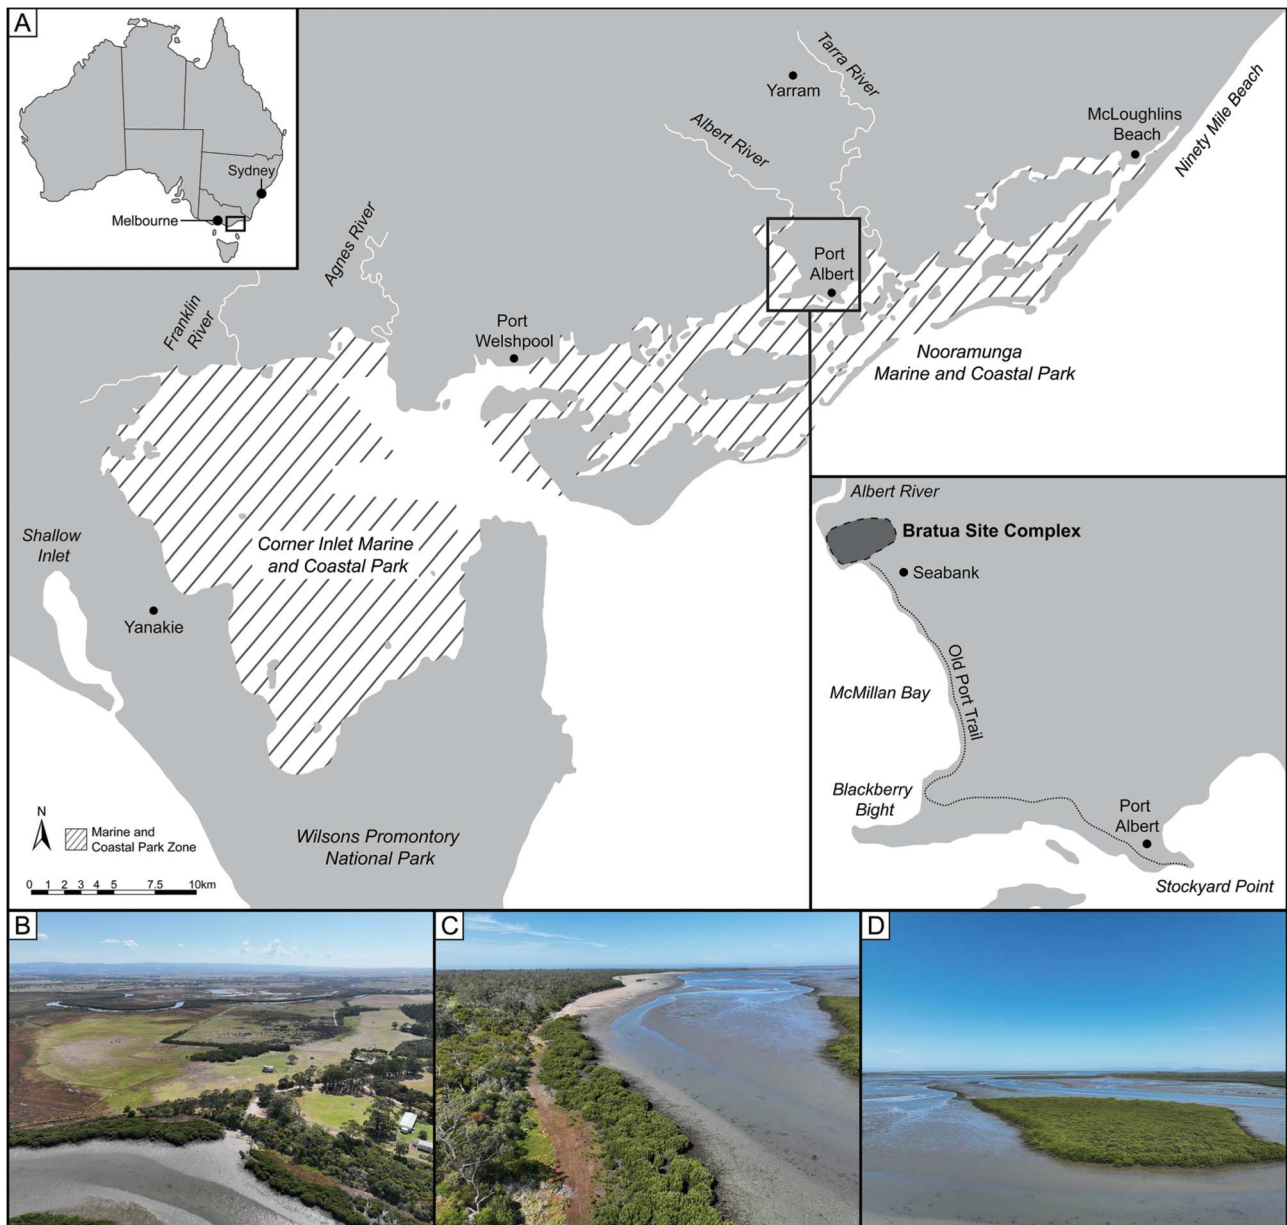 A
Sydney
Melbourne
Tarra River
Yarram
Albert River
McLoughlins
Beach
Ninety Mile Beach
Agnes River
Franklin
River
Port
Albert
Port
Welshpool
Nooramunga
Marine and Coastal Park
Corner Inlet Marine
and Coastal Park
Shallow
Inlet
Yanakie
Wilsons Promontory
National Park
N
Marine and
Coastal Park Zone
0 1 2 3 4 5 7.5 10km
Albert River
Bratua Site Complex
Seabank
Old Port Trail
McMillan Bay
Blackberry
Bight
Port
Albert
Stockyard Point
B
C
D